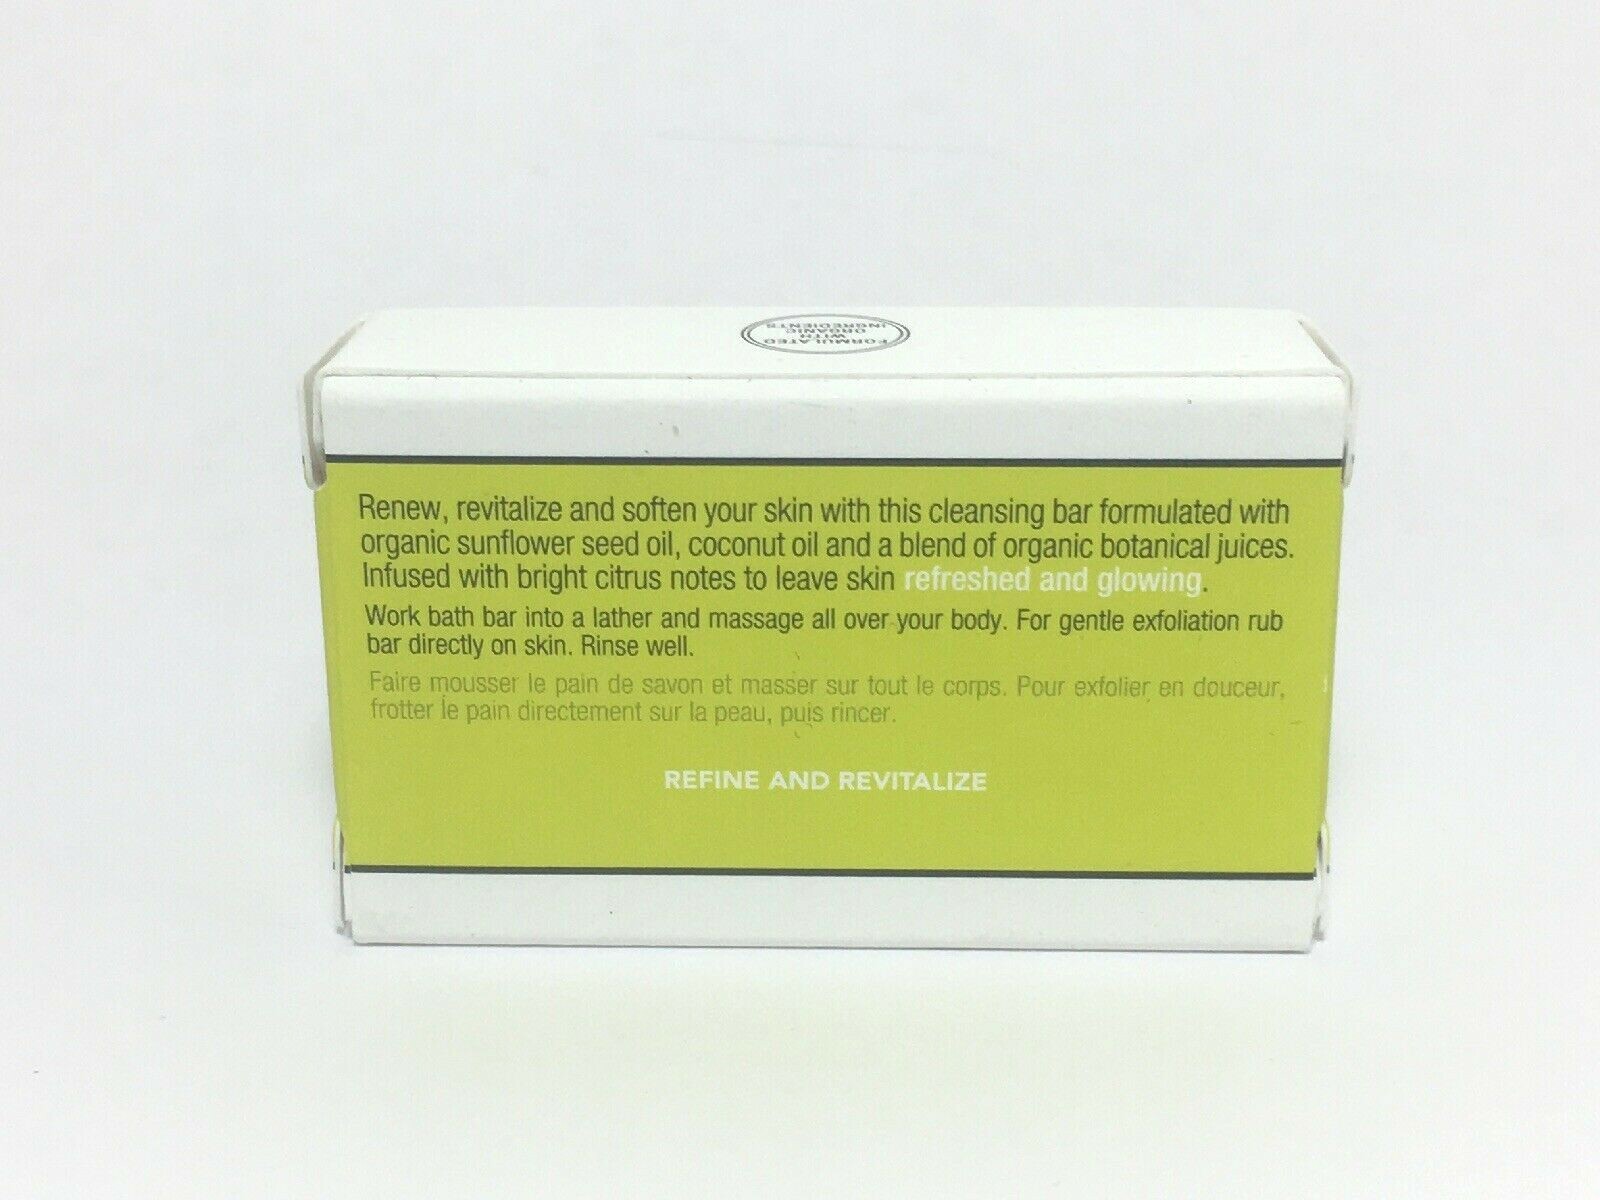 FORMULATED
WITH
ORGANIC
INGREDIENTS
Renew, revitalize and soften your skin with this cleansing bar formulated with
organic sunflower seed oil, coconut oil and a blend of organic botanical juices.
Infused with bright citrus notes to leave skin refreshed and glowing.
Work bath bar into a lather and massage all over your body. For gentle exfoliation rub
bar directly on skin. Rinse well.
Faire mousser le pain de savon et masser sur tout le corps. Pour exfolier en douceur,
frotter le pain directement sur la peau, puis rincer.
REFINE AND REVITALIZE